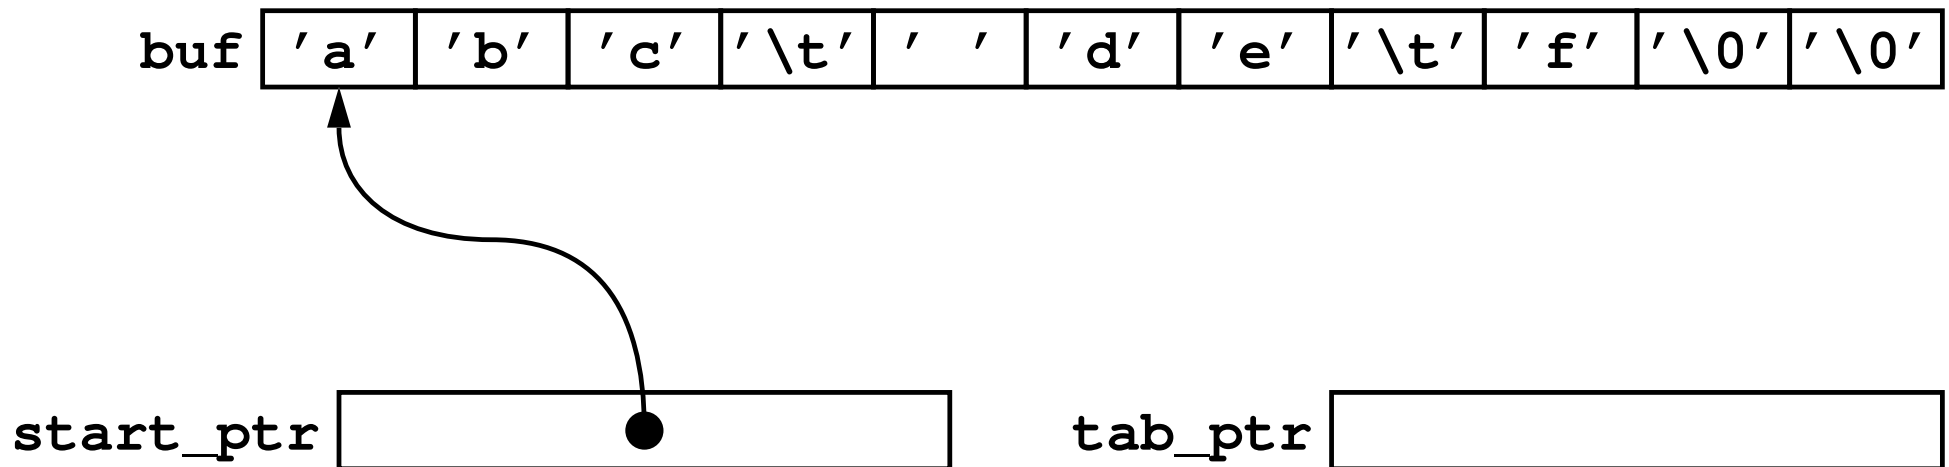 buf 'a' 'b' 'c' '\t' ' ' 'd' 'e' '\t' 'f' '\0' '\0'
start_ptr tab_ptr